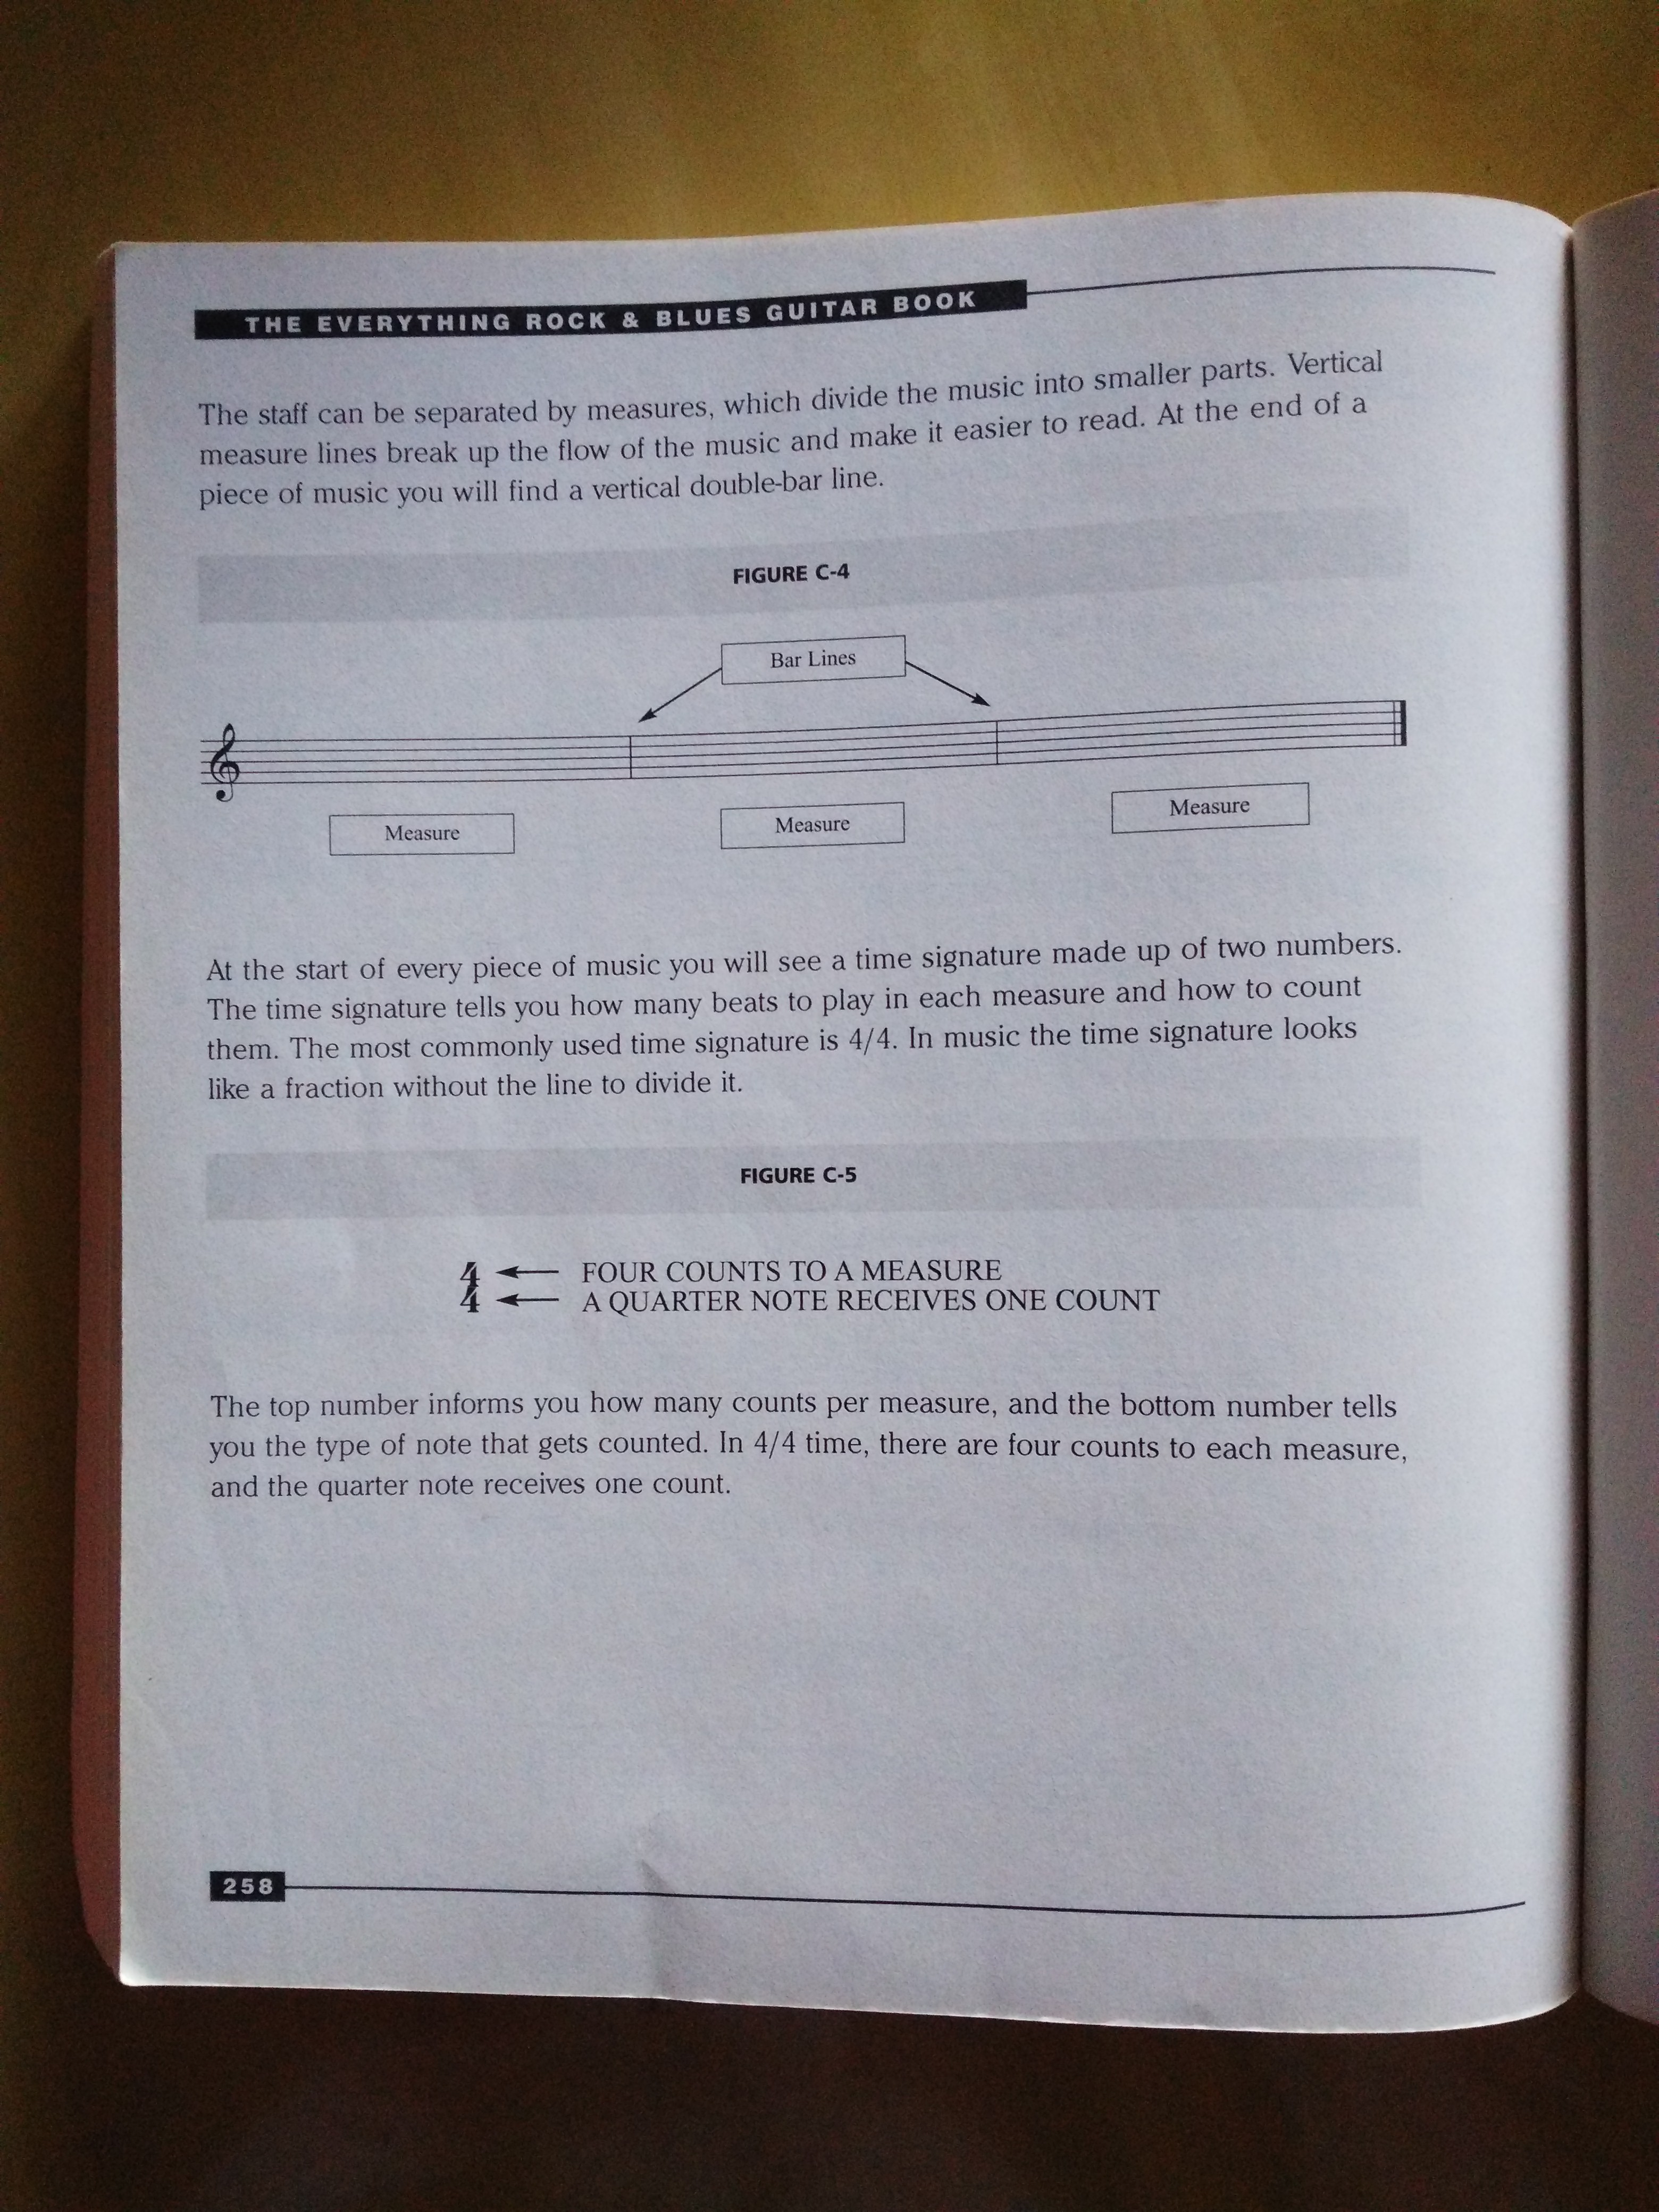 THE EVERYTHING ROCK & BLUES GUITAR BOOK
The staff can be separated by measures, which divide the music into smaller parts. Vertical
measure lines break up the flow of the music and make it easier to read. At the end of a
piece of music you will find a vertical double-bar line.
FIGURE C-4
Bar Lines
Measure
Measure
Measure
At the start of every piece of music you will see a time signature made up of two numbers.
The time signature tells you how many beats to play in each measure and how to count
them. The most commonly used time signature is 4/4. In music the time signature looks
like a fraction without the line to divide it.
FIGURE C-5
4 FOUR COUNTS TO A MEASURE
4 A QUARTER NOTE RECEIVES ONE COUNT
The top number informs you how many counts per measure, and the bottom number tells
you the type of note that gets counted. In 4/4 time, there are four counts to each measure,
and the quarter note receives one count.
258